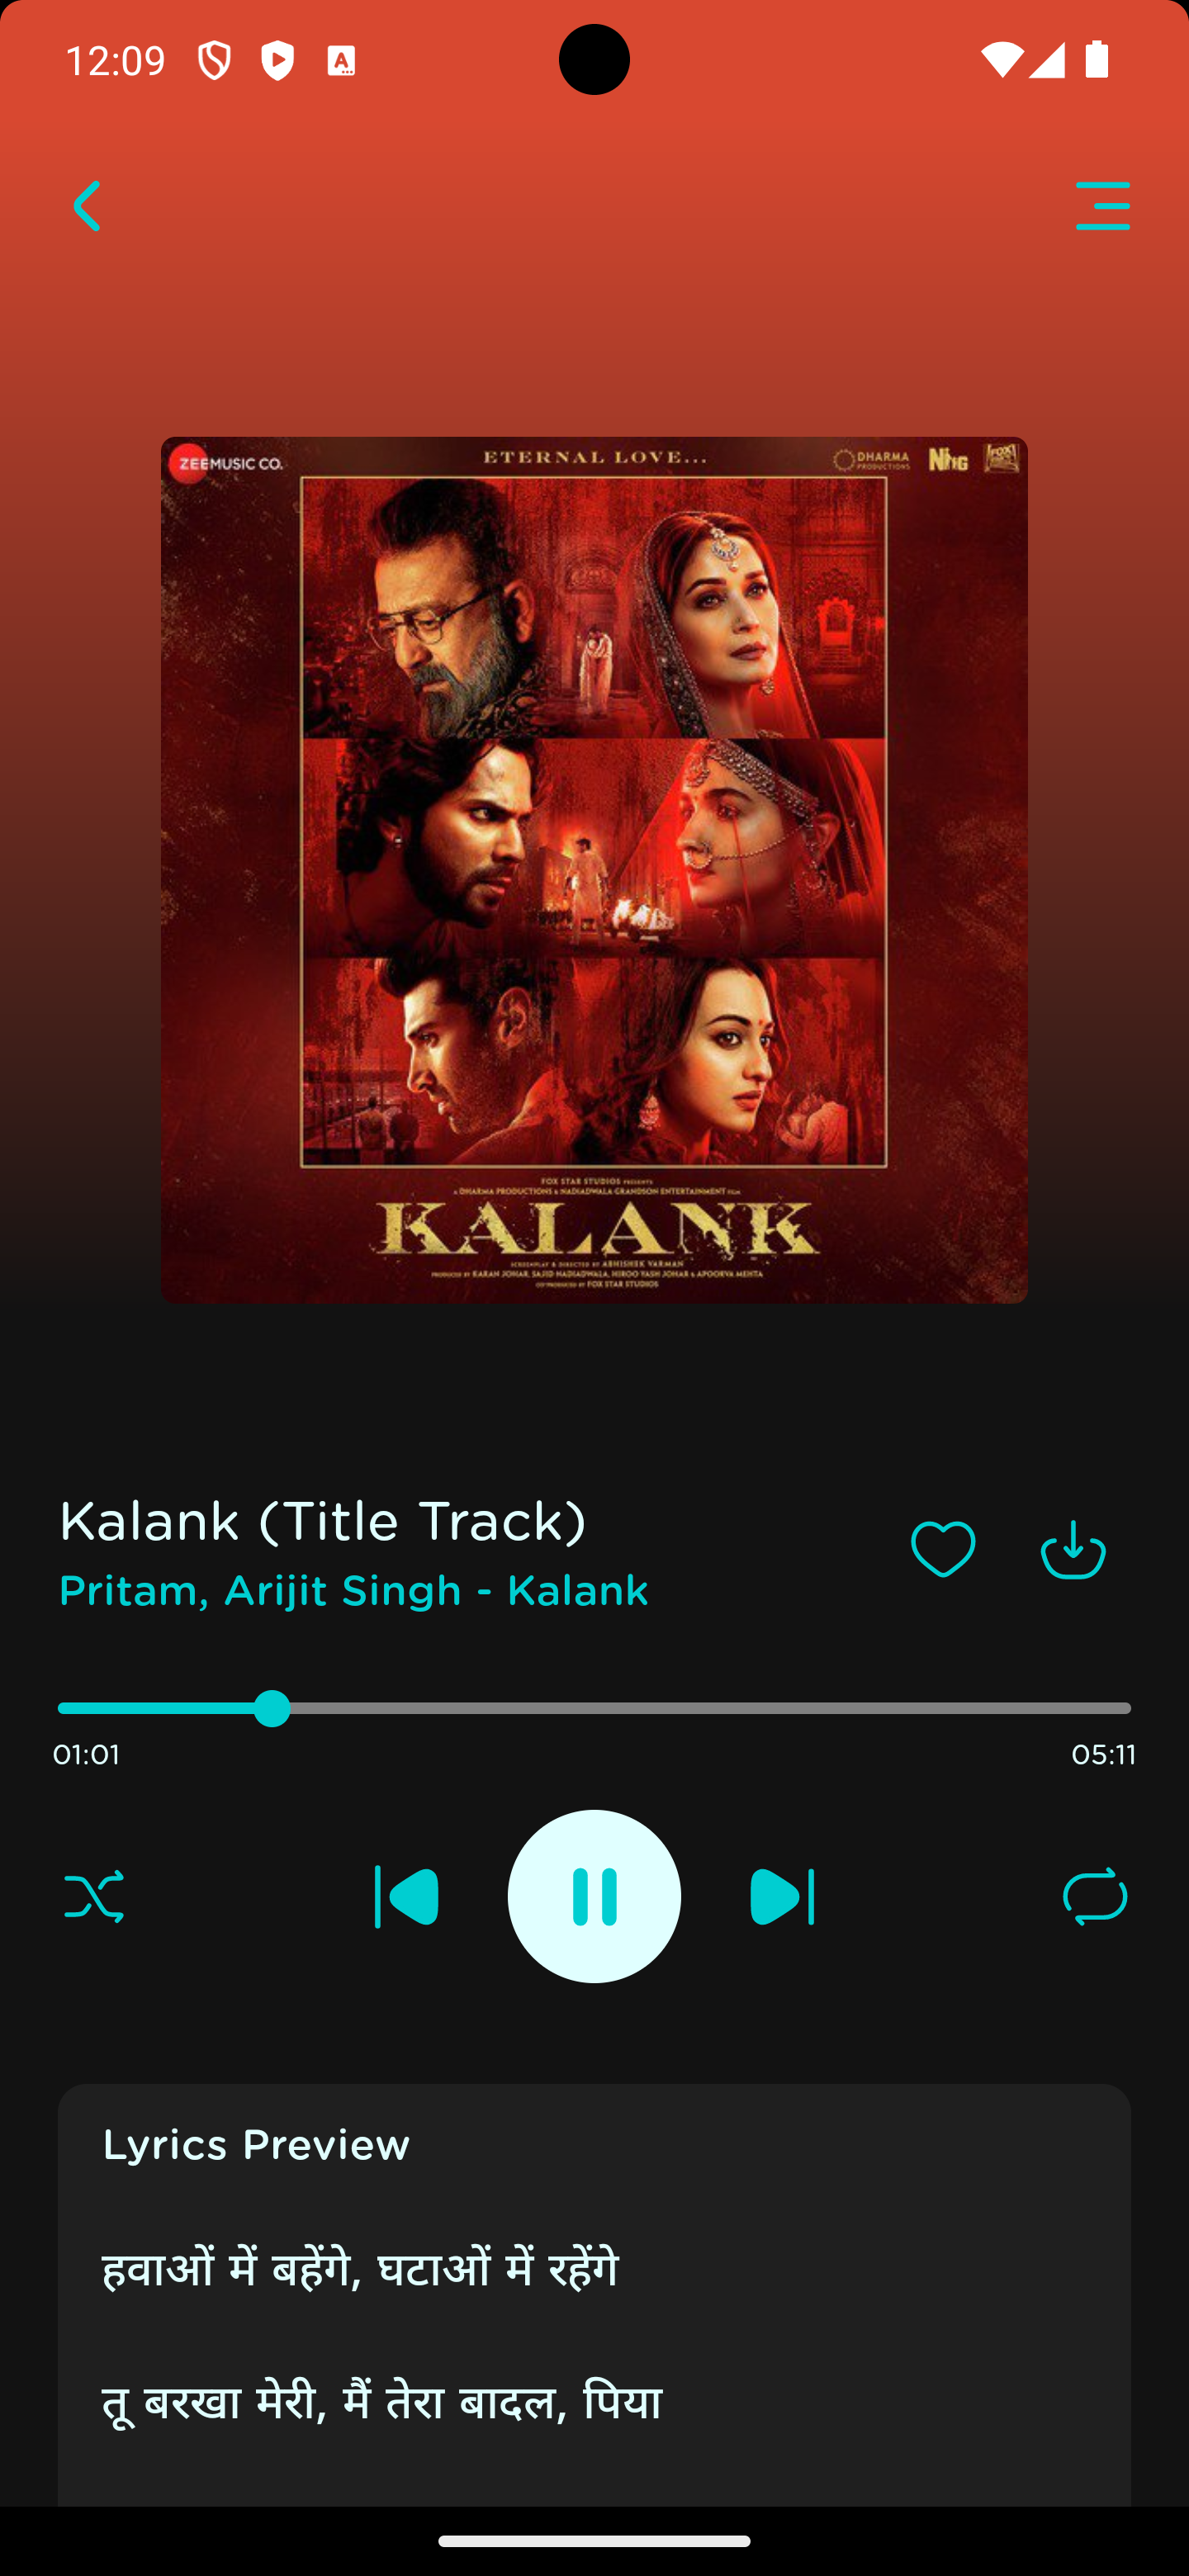 12:09
ZEE MUSIC CO.
ETERNAL LOVE...
DHARMA
PRODUCTIONS
FOX STAR STUDIOS PRESENTS
A DHARMA PRODUCTIONS & NADIADWALA GRANDSON ENTERTAINMENT FILM
KALANK
SCREENPLAY & DIRECTED BY ABHISHEK VARMAN
PRODUCED BY KARAN JOHAR, SAJID NADIADWALA, HIROO YASH JOHAR & APOORVA MEHTA
CO-PRODUCED BY FOX STAR STUDIOS
Kalank (Title Track)
Pritam, Arijit Singh - Kalank
01:01
05:11
Lyrics Preview
हवाओं में बहेंगे, घटाओं में रहेंगे
तू बरखा मेरी, मैं तेरा बादल, पिया